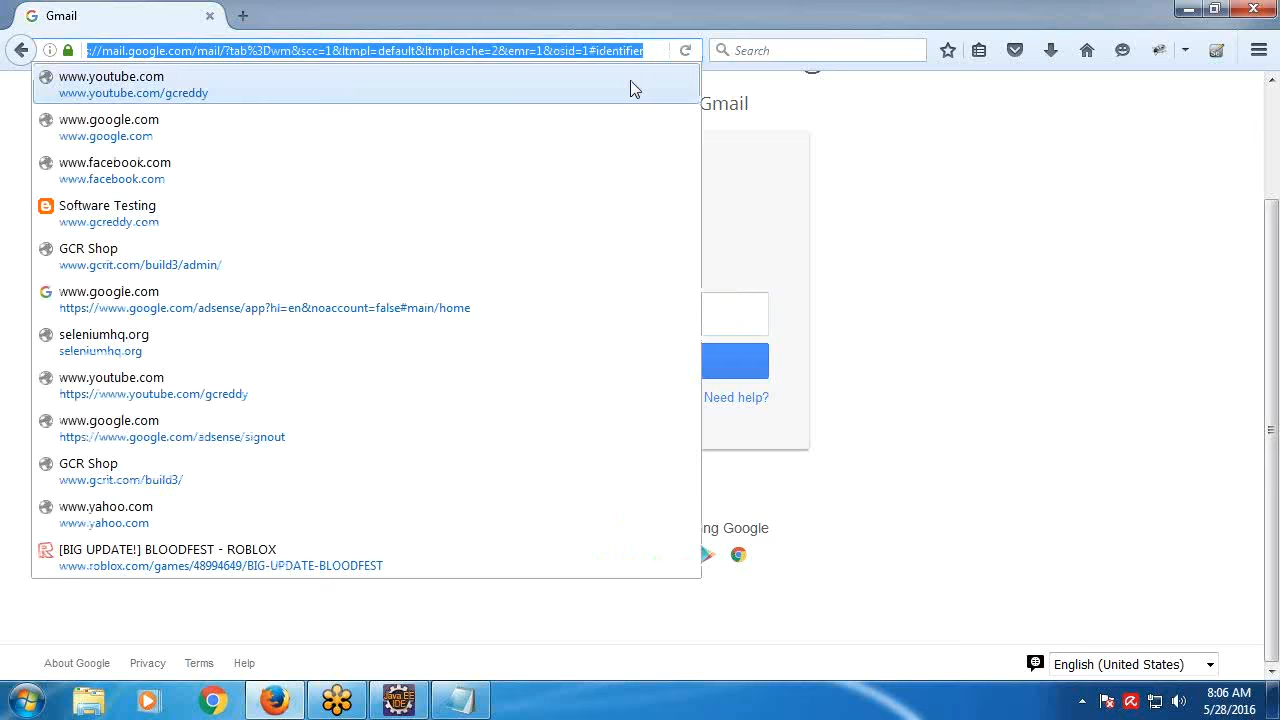 Gmail
://mail.google.com/mail/?tab%3Dwm&scc=1&ltmpl=default&ltmplcache=2&emr=1&osid=1#identifier
Search
www.youtube.com
www.youtube.com/gcreddy
Gmail
www.google.com
www.google.com
www.facebook.com
www.facebook.com
Software Testing
www.gcreddy.com
GCR Shop
www.gcrit.com/build3/admin/
www.google.com
https://www.google.com/adsense/app?hl=en&noaccount=false#main/home
seleniumhq.org
seleniumhq.org
www.youtube.com
https://www.youtube.com/gcreddy
Need help?
www.google.com
https://www.google.com/adsense/signout
GCR Shop
www.gcrit.com/build3/
www.yahoo.com
www.yahoo.com
ng Google
[BIG UPDATE!] BLOODFEST - ROBLOX
www.roblox.com/games/48994649/BIG-UPDATE-BLOODFEST
About Google Privacy Terms Help
English (United States)
Java EE
IDE
8:06 AM
5/28/2016